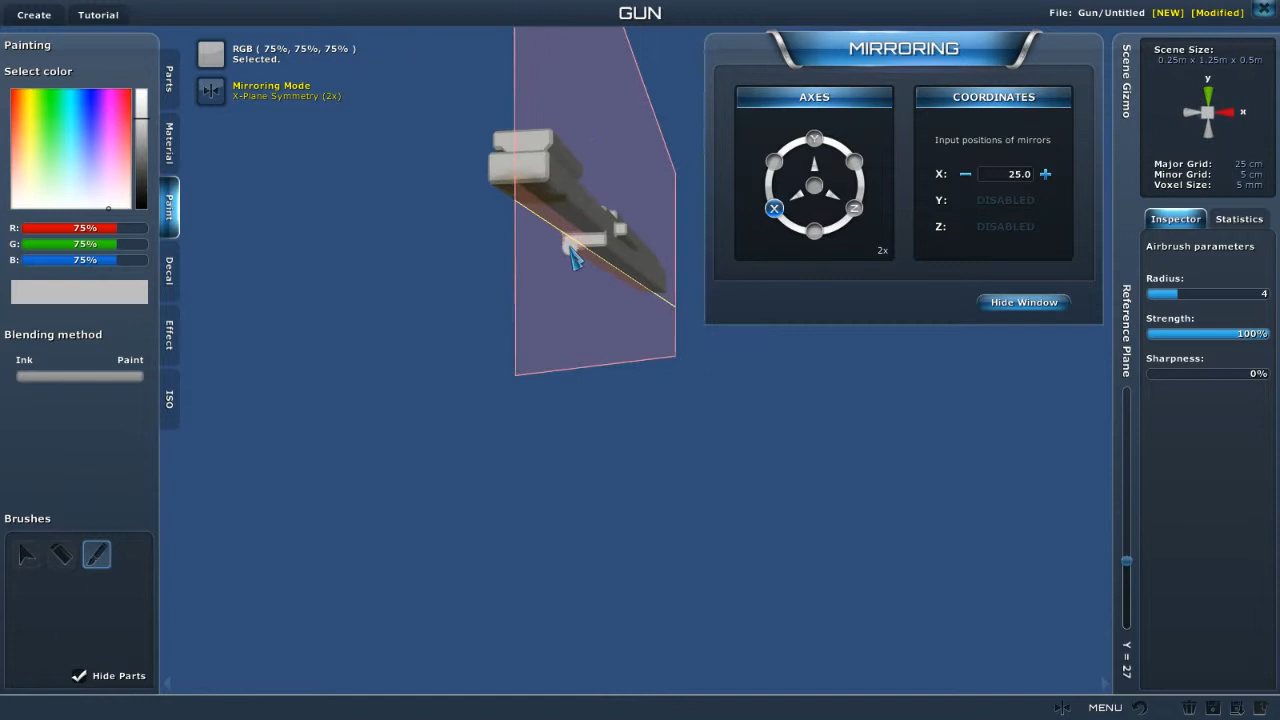 Create
Tutorial
GUN
File: Gun/Untitled [NEW] [Modified]
Painting
Select color
R: 75%
G: 75%
B: 75%
Blending method
Ink
Paint
Brushes
Hide Parts
Parts
Material
Paint
Decal
Effect
ISO
RGB ( 75%, 75%, 75% )
Selected.
Mirroring Mode
X-Plane Symmetry (2x)
MIRRORING
AXES
Y
X
Z
2x
COORDINATES
Input positions of mirrors
X: 25.0
Y: DISABLED
Z: DISABLED
Hide Window
Scene Gizmo
Reference Plane
Y = 27
Scene Size:
0.25m x 1.25m x 0.5m
y
x
Major Grid: 25 cm
Minor Grid: 5 cm
Voxel Size: 5 mm
Inspector
Statistics
Airbrush parameters
Radius:
4
Strength:
100%
Sharpness:
0%
MENU